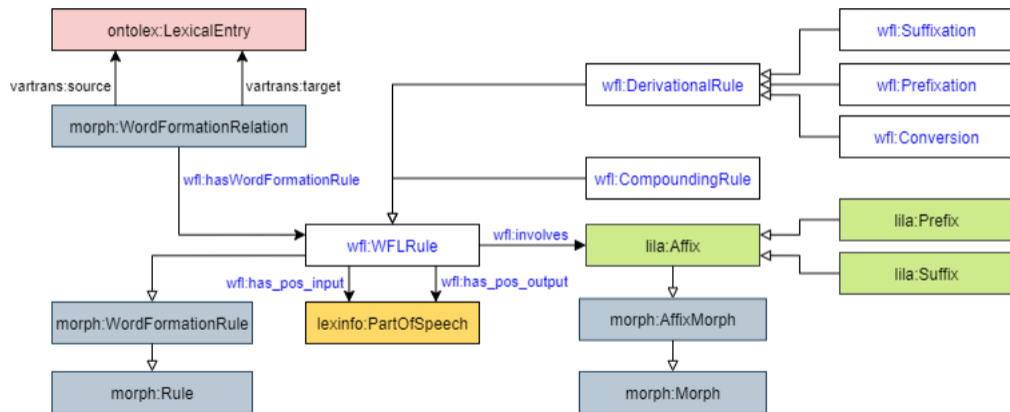 ontolex:LexicalEntry
wfl:Suffixation
vartrans:source
vartrans:target
wfl:DerivationalRule
wfl:Prefixation
morph:WordFormationRelation
wfl:Conversion
wfl:hasWordFormationRule
wfl:CompoundingRule
lila:Prefix
wfl:WFLRule
wfl:involves
lila:Affix
lila:Suffix
wfl:has_pos_input
wfl:has_pos_output
morph:WordFormationRule
lexinfo:PartOfSpeech
morph:AffixMorph
morph:Rule
morph:Morph